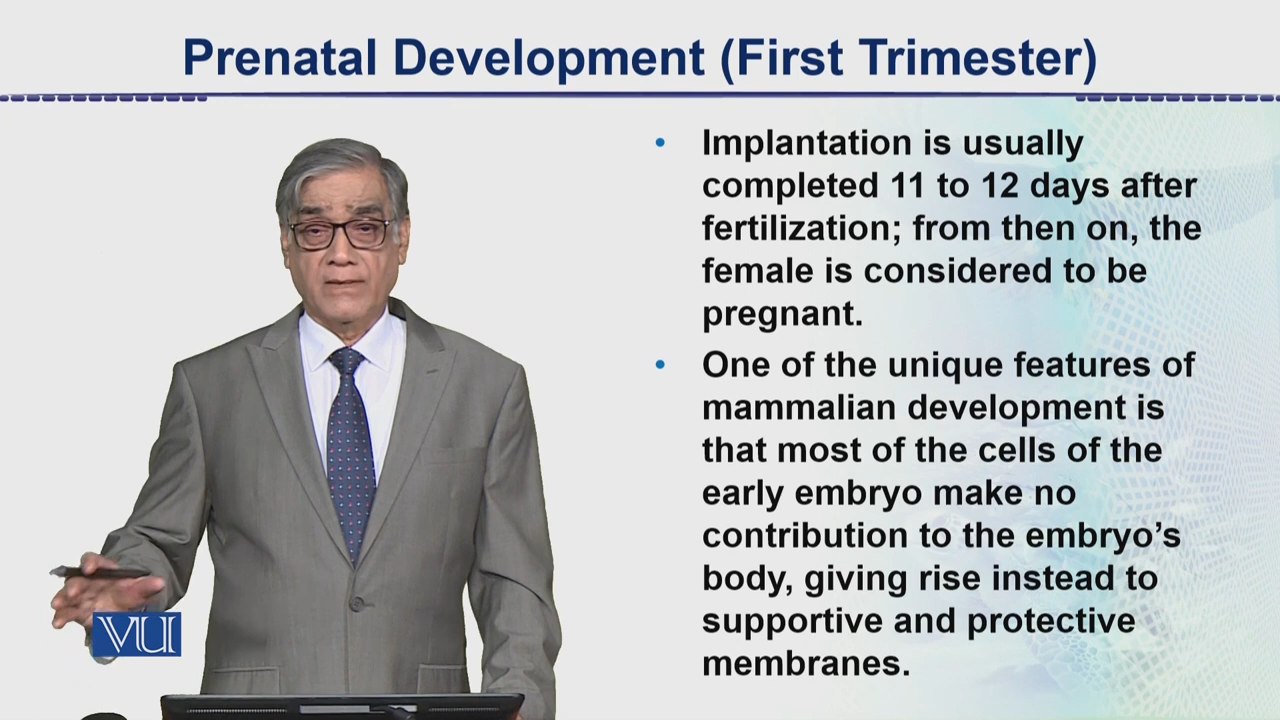 Prenatal Development (First Trimester)
• Implantation is usually
completed 11 to 12 days after
fertilization; from then on, the
female is considered to be
pregnant.
• One of the unique features of
mammalian development is
that most of the cells of the
early embryo make no
contribution to the embryo’s
body, giving rise instead to
supportive and protective
membranes.
VU